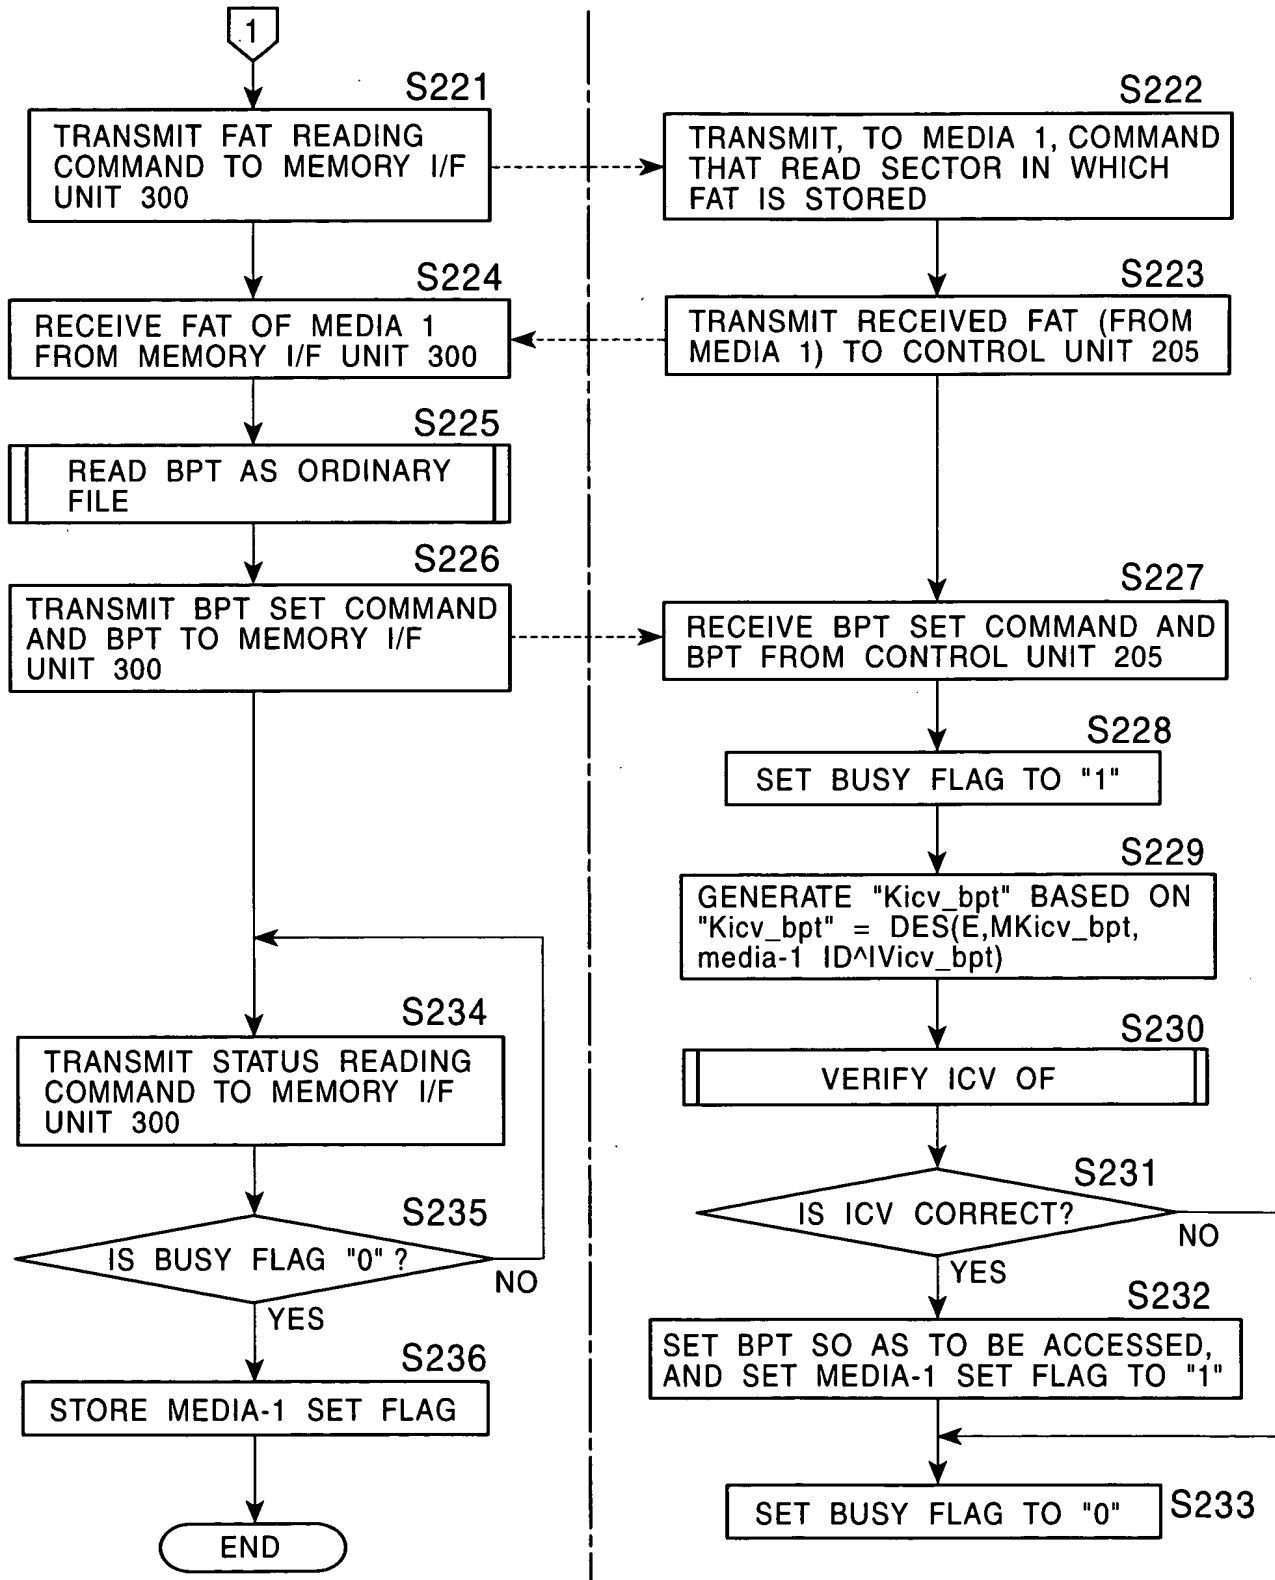 1
S221
TRANSMIT FAT READING
COMMAND TO MEMORY I/F
UNIT 300
S222
TRANSMIT, TO MEDIA 1, COMMAND
THAT READ SECTOR IN WHICH
FAT IS STORED
S224
RECEIVE FAT OF MEDIA 1
FROM MEMORY I/F UNIT 300
S223
TRANSMIT RECEIVED FAT (FROM
MEDIA 1) TO CONTROL UNIT 205
S225
READ BPT AS ORDINARY
FILE
S226
TRANSMIT BPT SET COMMAND
AND BPT TO MEMORY I/F
UNIT 300
S227
RECEIVE BPT SET COMMAND AND
BPT FROM CONTROL UNIT 205
S228
SET BUSY FLAG TO "1"
S229
GENERATE "Kicv_bpt" BASED ON
"Kicv_bpt" = DES(E,MKicv_bpt,
media-1 ID^IVicv_bpt)
S230
VERIFY ICV OF
S231
IS ICV CORRECT?
NO
YES
S232
SET BPT SO AS TO BE ACCESSED,
AND SET MEDIA-1 SET FLAG TO "1"
S233
SET BUSY FLAG TO "0"
S234
TRANSMIT STATUS READING
COMMAND TO MEMORY I/F
UNIT 300
S235
IS BUSY FLAG "0" ?
NO
YES
S236
STORE MEDIA-1 SET FLAG
END